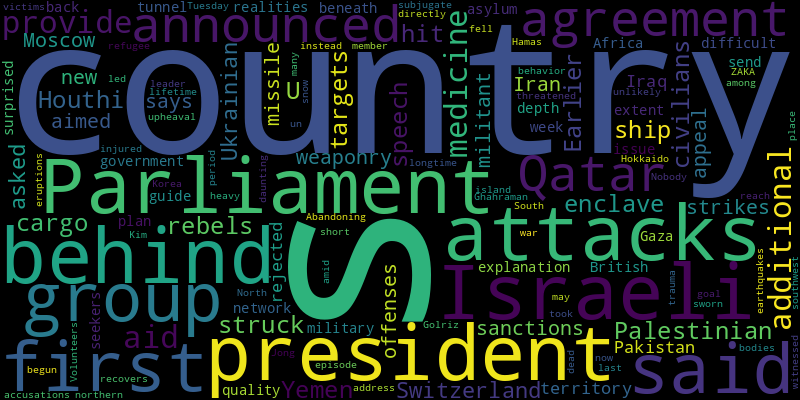 victims back tunnel Tuesday realities beneath subjugate directly asylum
provide announced hit medicine agreement
Moscow instead member fell Hamas Africa difficult
country
surprised new led refugee leader lifetime upheaval Ukrainian missile snow many u un targets speech militant Iran behavior threatened depth week Earlier Iraq unlikely extent civilians send ZAKA among place
Houthi says
aimed ship appeal
asked eruptions injured government period weaponry longtime issue Hokkaido Nobody
Parliament Qatar reach
Korea guide heavy daunting island Ghahraman enclave strikes
cargo plan rebels Abandoning South
Kim short war Gaza
behind s attacks additional
rejected amid explanation British earthquakes southwest
North network offenses Israeli may took trauma goal sworn
group
seekers aid struck military Golriz sanctions Palestinian
Volunteers president Pakistan bodies witnessed
first Jong episode dead now last said
begun recovers quality Yemen address Switzerland territory
accusations northern